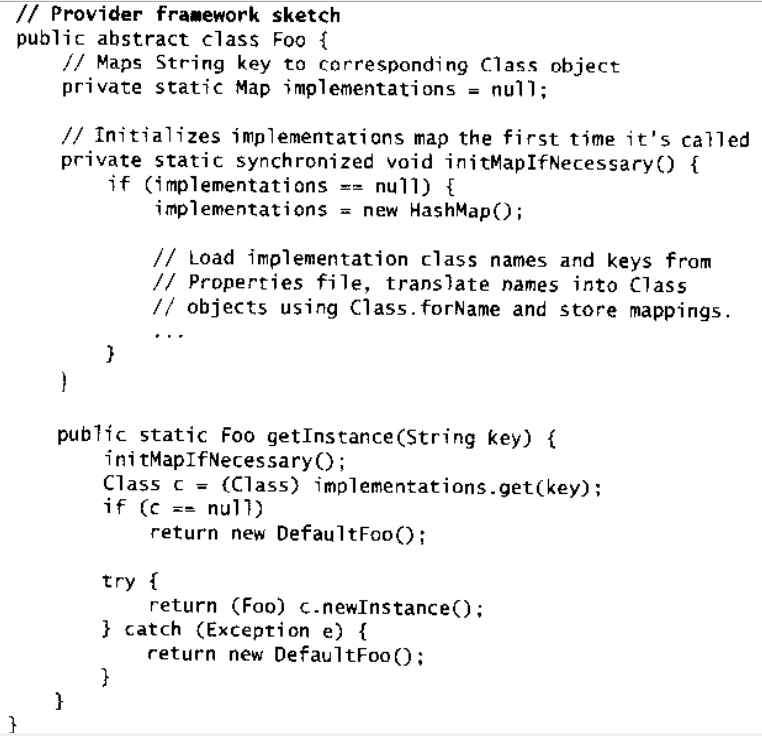 // Provider framework sketch
public abstract class Foo {
    // Maps String key to corresponding Class object
    private static Map implementations = null;

    // Initializes implementations map the first time it's called
    private static synchronized void initMapIfNecessary() {
        if (implementations == null) {
            implementations = new HashMap();

            // Load implementation class names and keys from
            // Properties file, translate names into Class
            // objects using Class.forName and store mappings.
            ...
        }
    }

    public static Foo getInstance(String key) {
        initMapIfNecessary();
        Class c = (Class) implementations.get(key);
        if (c == null)
            return new DefaultFoo();

        try {
            return (Foo) c.newInstance();
        } catch (Exception e) {
            return new DefaultFoo();
        }
    }
}